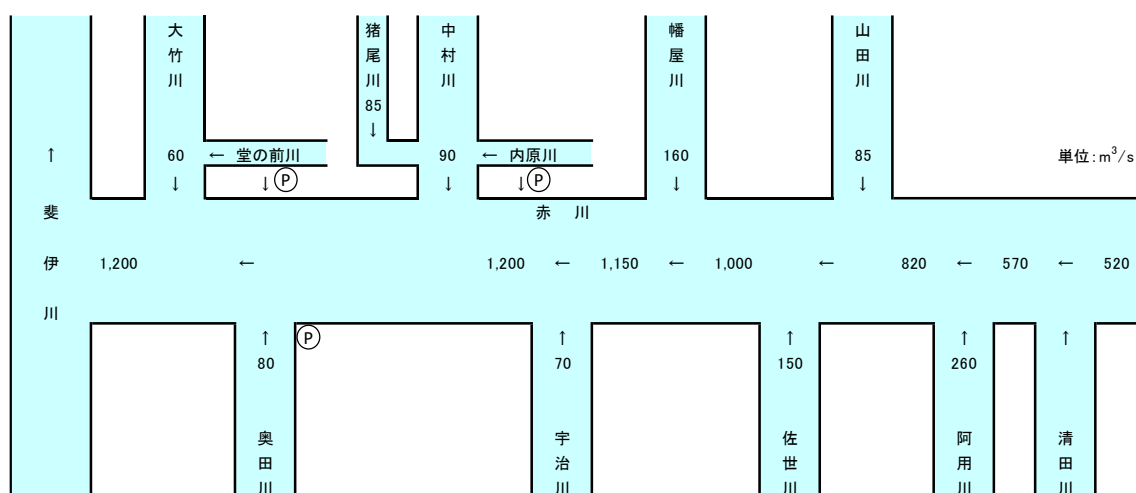 大竹川
猪尾川
中村川
幡屋川
山田川
85
↓
↑
60
← 堂の前川
90
← 内原川
160
85
単位:m³/s
↓
↓ P
↓
↓ P
↓
↓
斐伊川
赤 川
1,200
←
1,200
←
1,150
←
1,000
←
820
←
570
←
520
↑
P
↑
↑
↑
↑
80
70
150
260
奥田川
宇治川
佐世川
阿用川
清田川